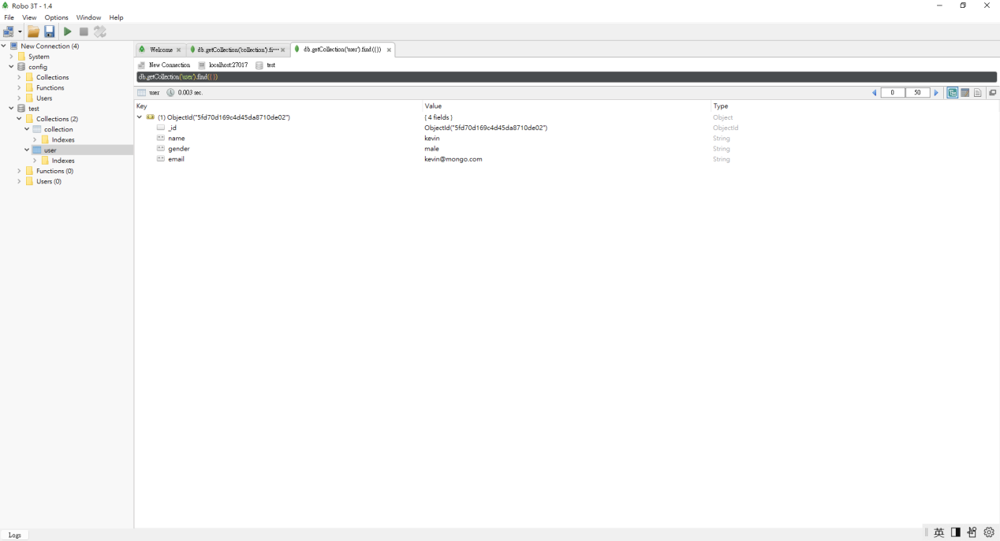 Robo 3T - 1.4
File View Options Window Help
New Connection (4)
System
config
Collections
Functions
Users
test
Collections (2)
collection
Indexes
user
Indexes
Functions (0)
Users (0)
Welcome db.getCollection('collection').fi··· db.getCollection('user').find({})
New Connection localhost:27017 test
db.getCollection('user').find({ })
user 0.003 sec. 0 50
Key Value Type
(1) ObjectId("5fd70d169c4d45da8710de02") { 4 fields } Object
_id ObjectId("5fd70d169c4d45da8710de02") ObjectId
name kevin String
gender male String
email kevin@mongo.com String
Logs
英